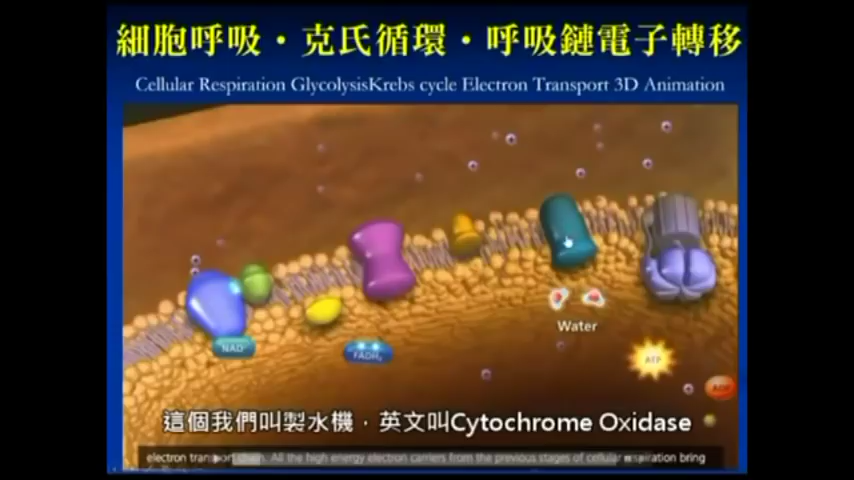 細胞呼吸・克氏循環・呼吸鏈電子轉移
Cellular Respiration GlycolysisKrebs cycle Electron Transport 3D Animation
Water
NAD⁺
FADH₂
ATP
ADP
這個我們叫製水機，英文叫Cytochrome Oxidase
electron transport chain. All the high energy electron carriers from the previous stages of cellular respiration bring